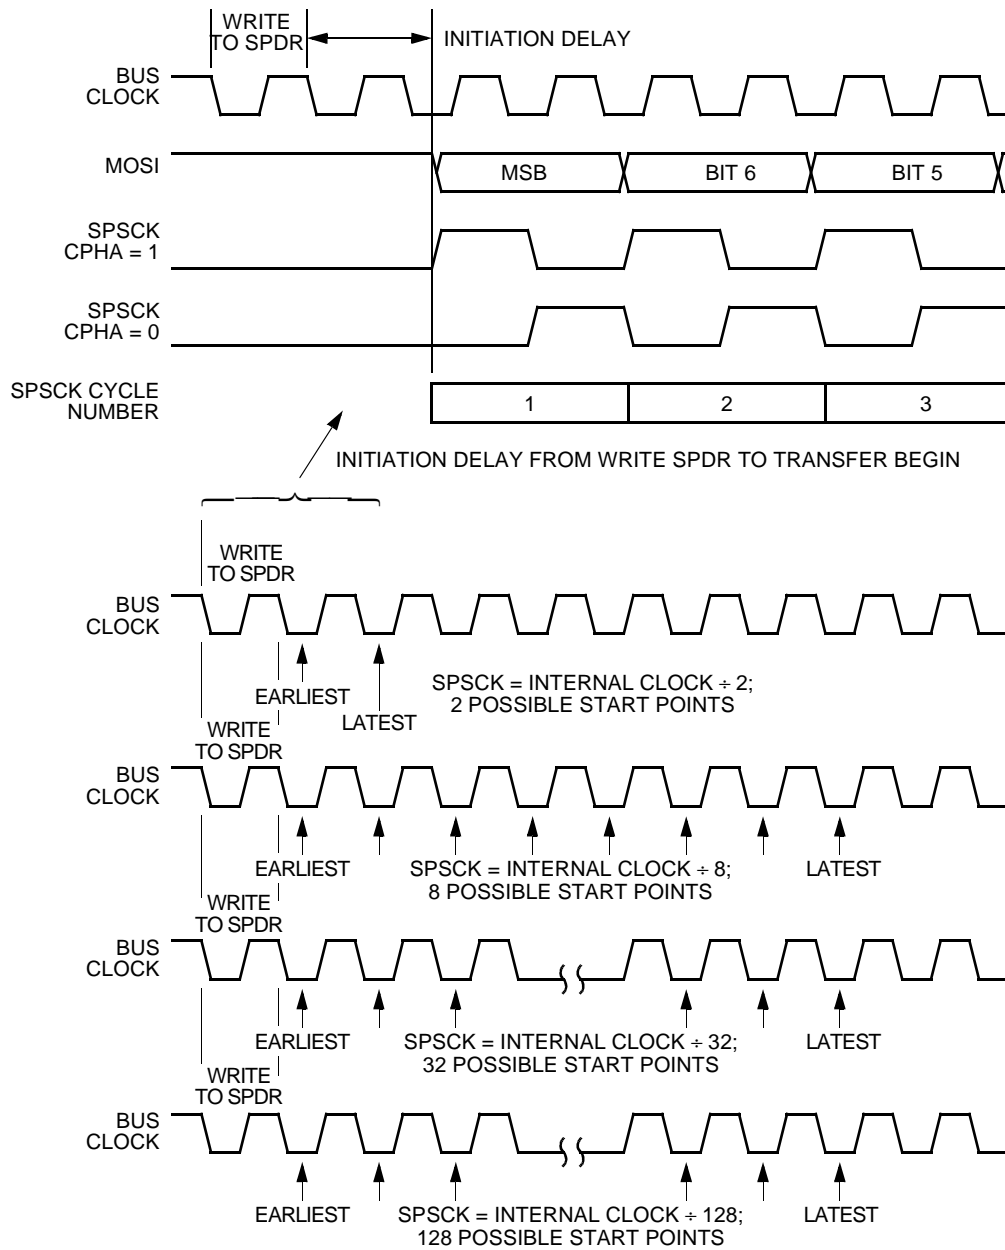 WRITE
TO SPDR
INITIATION DELAY
BUS
CLOCK
MOSI
MSB
BIT 6
BIT 5
SPSCK
CPHA = 1
SPSCK
CPHA = 0
SPSCK CYCLE
NUMBER
1
2
3
INITIATION DELAY FROM WRITE SPDR TO TRANSFER BEGIN
WRITE
TO SPDR
BUS
CLOCK
EARLIEST
LATEST
SPSCK = INTERNAL CLOCK ÷ 2;
2 POSSIBLE START POINTS
WRITE
TO SPDR
BUS
CLOCK
EARLIEST
SPSCK = INTERNAL CLOCK ÷ 8;
8 POSSIBLE START POINTS
LATEST
WRITE
TO SPDR
BUS
CLOCK
EARLIEST
SPSCK = INTERNAL CLOCK ÷ 32;
32 POSSIBLE START POINTS
LATEST
WRITE
TO SPDR
BUS
CLOCK
EARLIEST
SPSCK = INTERNAL CLOCK ÷ 128;
128 POSSIBLE START POINTS
LATEST